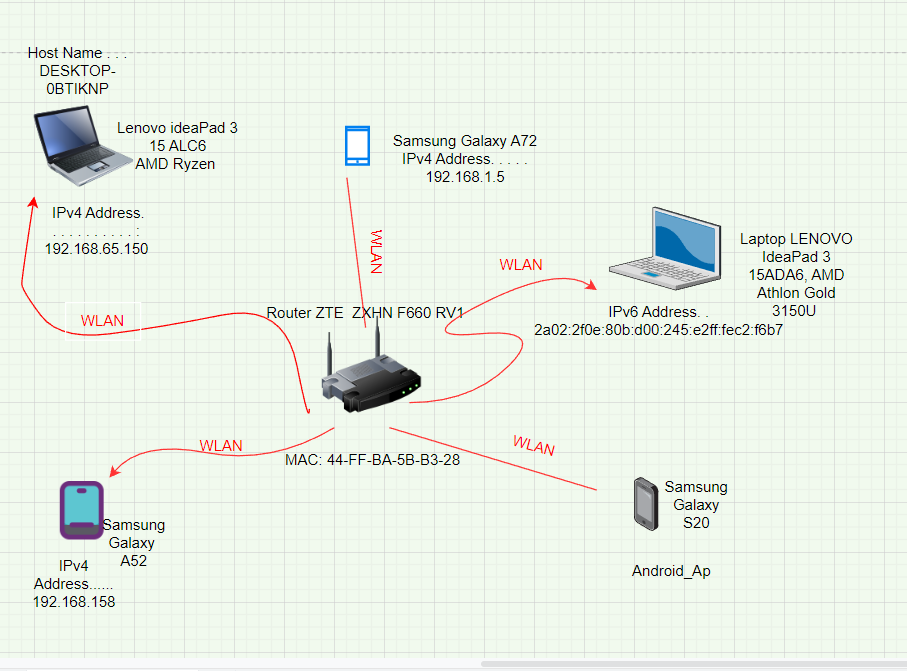 Host Name . . .
DESKTOP-
0BTIKNP
Lenovo ideaPad 3
15 ALC6
AMD Ryzen
IPv4 Address.
. . . . . . . . . . . :
192.168.65.150
WLAN
Samsung Galaxy A72
IPv4 Address. . . . .
192.168.1.5
WLAN
WLAN
Laptop LENOVO
IdeaPad 3
15ADA6, AMD
Athlon Gold
3150U
IPv6 Address. .
2a02:2f0e:80b:d00:245:e2ff:fec2:f6b7
Router ZTE ZXHN F660 RV1
MAC: 44-FF-BA-5B-B3-28
WLAN
Samsung
Galaxy
A52
IPv4
Address......
192.168.158
WLAN
Samsung
Galaxy
S20
Android_Ap